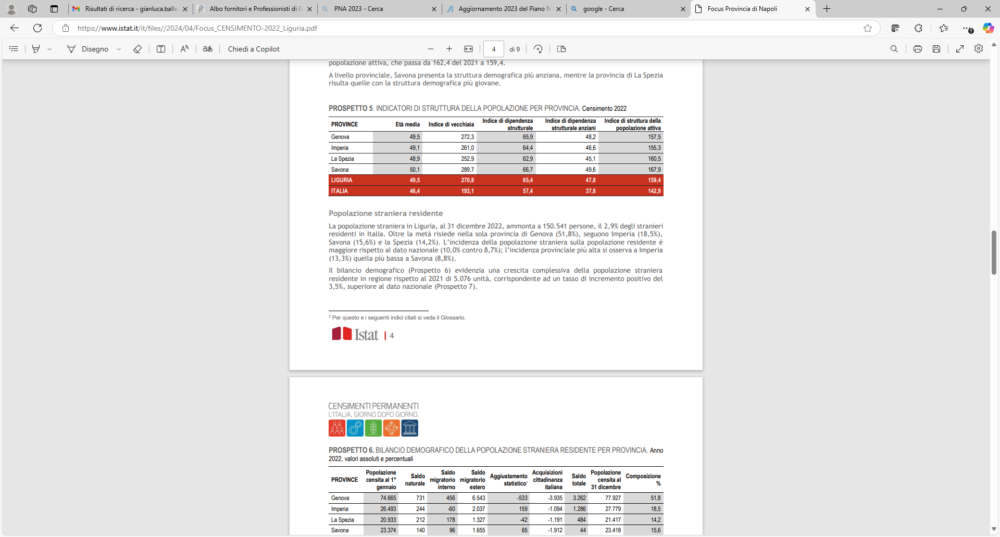 Risultati di ricerca - gianluca.balle
Albo fornitori e Professionisti di G
PNA 2023 - Cerca
Aggiornamento 2023 del Piano N
google - Cerca
Focus Provincia di Napoli
https://www.istat.it/it/files//2024/04/Focus_CENSIMENTO-2022_Liguria.pdf
Disegno
Chiedi a Copilot
4 di 9
popolazione attiva, che passa da 162,4 del 2021 a 159,4.
A livello provinciale, Savona presenta la struttura demografica più anziana, mentre la provincia di La Spezia
risulta quelle con la struttura demografica più giovane.
PROSPETTO 5. INDICATORI DI STRUTTURA DELLA POPOLAZIONE PER PROVINCIA. Censimento 2022
PROVINCE Età media Indice di vecchiaia Indice di dipendenza strutturale Indice di dipendenza strutturale anziani Indice di struttura della popolazione attiva
Genova 49,5 272,3 65,9 48,2 157,5
Imperia 49,1 261,0 64,4 46,6 155,3
La Spezia 48,9 252,9 62,9 45,1 160,5
Savona 50,1 289,7 66,7 49,6 167,9
LIGURIA 49,5 270,8 65,4 47,8 159,4
ITALIA 46,4 193,1 57,4 37,8 142,9
Popolazione straniera residente
La popolazione straniera in Liguria, al 31 dicembre 2022, ammonta a 150.541 persone, il 2,9% degli stranieri
residenti in Italia. Oltre la metà risiede nella sola provincia di Genova (51,8%), seguono Imperia (18,5%),
Savona (15,6%) e la Spezia (14,2%). L'incidenza della popolazione straniera sulla popolazione residente è
maggiore rispetto al dato nazionale (10,0% contro 8,7%); l'incidenza provinciale più alta si osserva a Imperia
(13,3%) quella più bassa a Savona (8,8%).
Il bilancio demografico (Prospetto 6) evidenzia una crescita complessiva della popolazione straniera
residente in regione rispetto al 2021 di 5.076 unità, corrispondente ad un tasso di incremento positivo del
3,5%, superiore al dato nazionale (Prospetto 7).
2 Per questo e i seguenti indici citati si veda il Glossario.
Istat | 4
CENSIMENTI PERMANENTI
L'ITALIA, GIORNO DOPO GIORNO.
PROSPETTO 6. BILANCIO DEMOGRAFICO DELLA POPOLAZIONE STRANIERA RESIDENTE PER PROVINCIA. Anno
2022, valori assoluti e percentuali
PROVINCE Popolazione censita al 1° gennaio Saldo naturale Saldo migratorio interno Saldo migratorio estero Aggiustamento statistico* Acquisizioni cittadinanza italiana Saldo totale Popolazione censita al 31 dicembre Composizione %
Genova 74.665 731 456 6.543 -533 -3.935 3.262 77.927 51,8
Imperia 26.493 244 -60 2.037 159 -1.094 1.286 27.779 18,5
La Spezia 20.933 212 178 1.327 -42 -1.191 484 21.417 14,2
Savona 23.374 140 96 1.655 65 -1.912 44 23.418 15,6